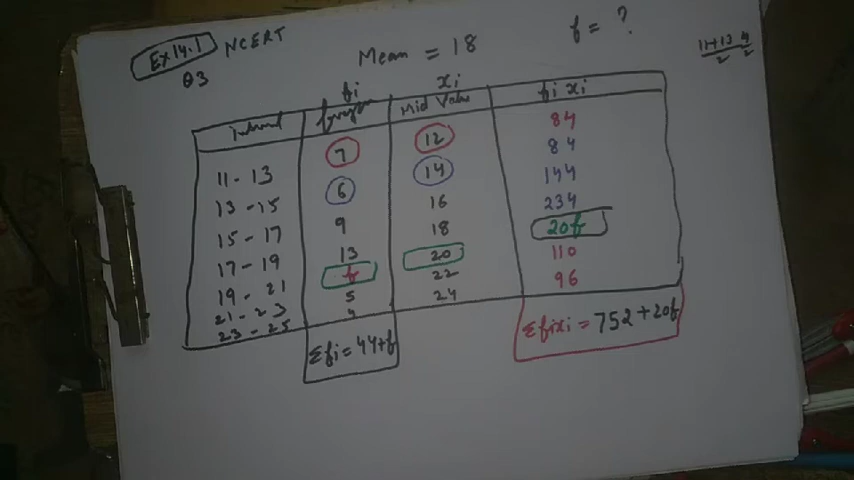 Ex 14.1 NCERT
Q3
Mean = 18
f = ?
11+13
2
fi xi fi xi
Mid Value
11 - 13 7 12 84
13 - 15 6 14 84
15 - 17 9 16 144
17 - 19 13 18 234
19 - 21 f 20 20f
21 - 23 5 22 110
23 - 25 4 24 96
Σfi = 44+f
Σfixi = 752+20f